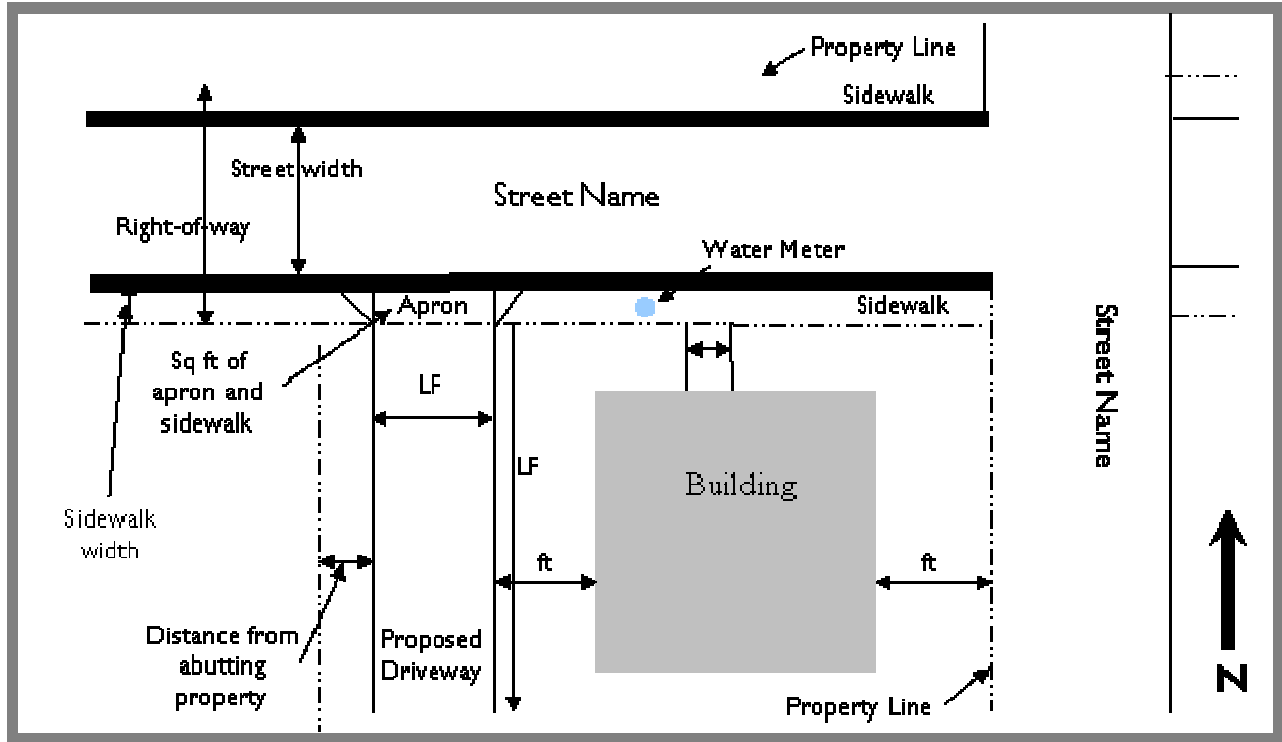 Property Line
Sidewalk
Street width
Street Name
Right-of-way
Water Meter
Apron
Sidewalk
Sq ft of
apron and
sidewalk
LF
LF
Street Name
Building
Sidewalk
width
ft
ft
Distance from
abutting
property
Proposed
Driveway
Property Line
N